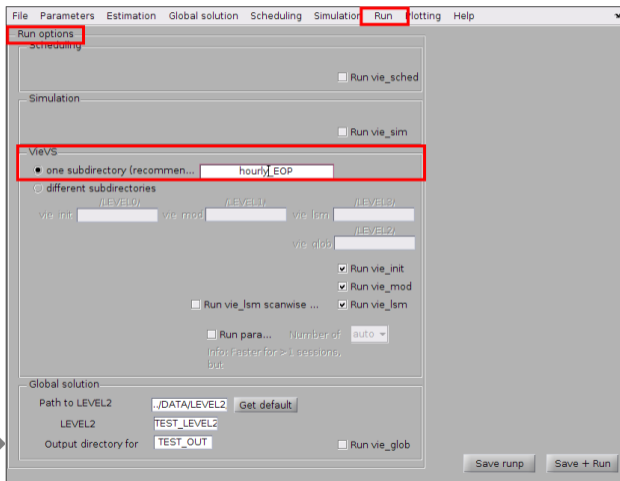 File Parameters Estimation Global solution Scheduling Simulation Run Plotting Help
Run options
Scheduling
Run vie_sched
Simulation
Run vie_sim
VieVS
one subdirectory (recommen... hourly_EOP
different subdirectories
/LEVEL0/ /LEVEL1/ /LEVEL3/
vie_init vie_mod vie_lsm
/LEVEL2/
vie_glob
Run vie_init
Run vie_mod
Run vie_lsm scanwise ... Run vie_lsm
Run para... Number of auto
Info: Faster for >1 sessions,
but
Global solution
Path to LEVEL2 ../DATA/LEVEL2 Get default
LEVEL2 TEST_LEVEL2
Output directory for TEST_OUT Run vie_glob
Save runp Save + Run